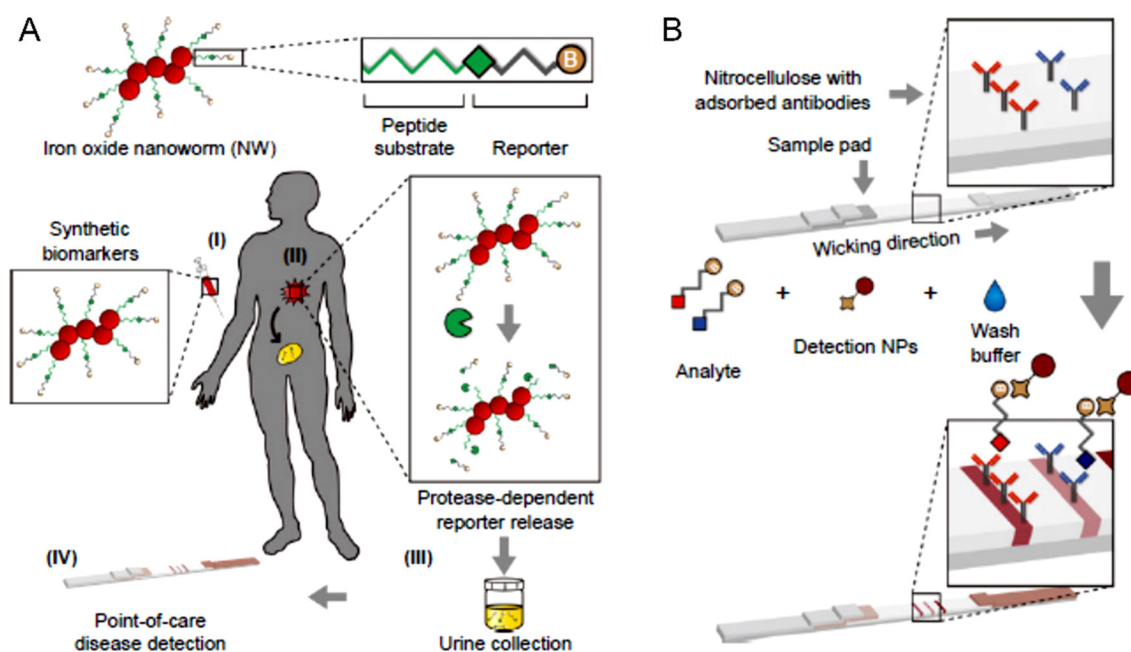 A
B
Iron oxide nanoworm (NW)
Peptide
substrate
Reporter
Synthetic
biomarkers
(I)
(II)
Protease-dependent
reporter release
(III)
Urine collection
(IV)
Point-of-care
disease detection
B
Nitrocellulose with
adsorbed antibodies
Sample pad
Wicking direction
Analyte
+
Detection NPs
+
Wash
buffer